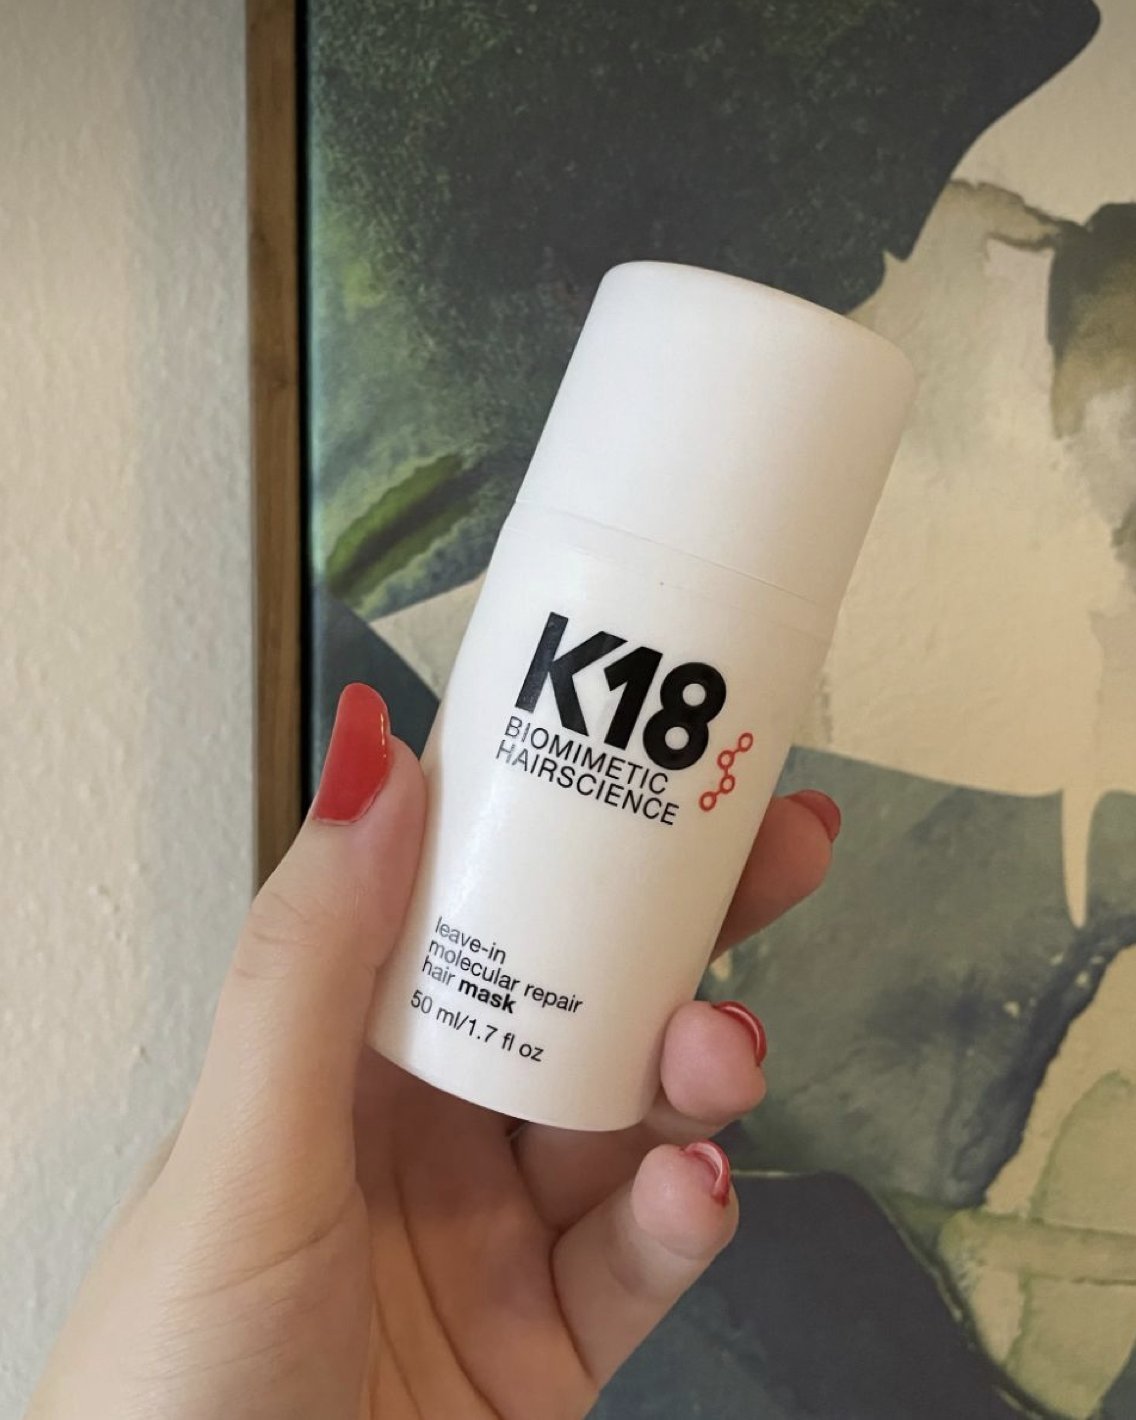 K18
BIOMIMETIC
HAIRSCIENCE
leave-in
molecular repair
hair mask
50 ml/1.7 fl oz